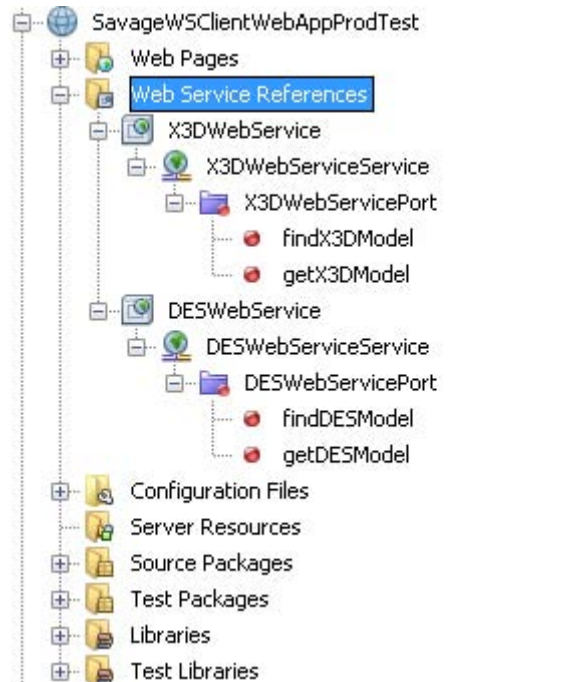 SavageWSClientWebAppProdTest
Web Pages
Web Service References
X3DWebService
X3DWebServiceService
X3DWebServicePort
findX3DModel
getX3DModel
DESWebService
DESWebServiceService
DESWebServicePort
findDESModel
getDESModel
Configuration Files
Server Resources
Source Packages
Test Packages
Libraries
Test Libraries